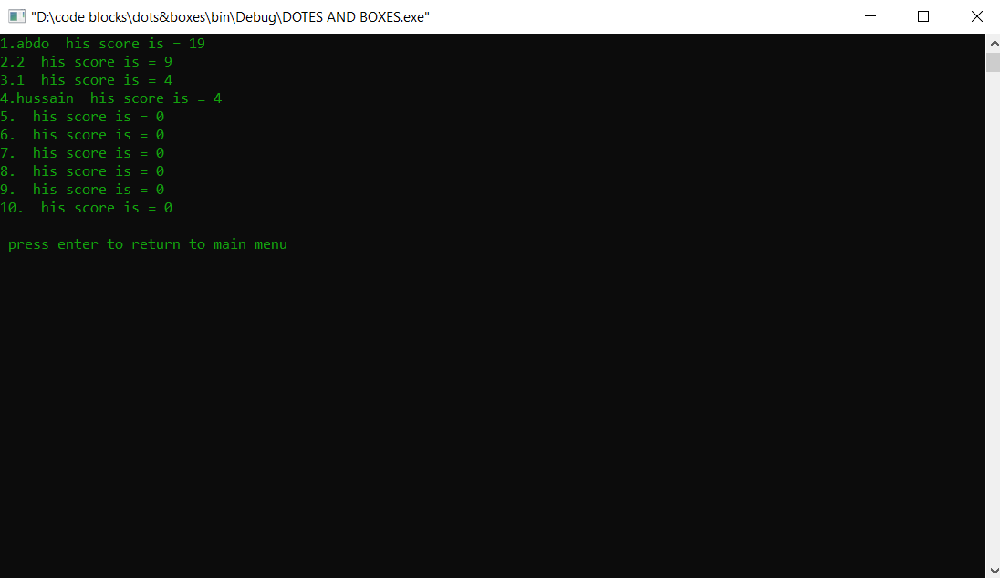 "D:\code blocks\dots&boxes\bin\Debug\DOTES AND BOXES.exe"
1.abdo  his score is = 19
2.2  his score is = 9
3.1  his score is = 4
4.hussain  his score is = 4
5.  his score is = 0
6.  his score is = 0
7.  his score is = 0
8.  his score is = 0
9.  his score is = 0
10.  his score is = 0
press enter to return to main menu